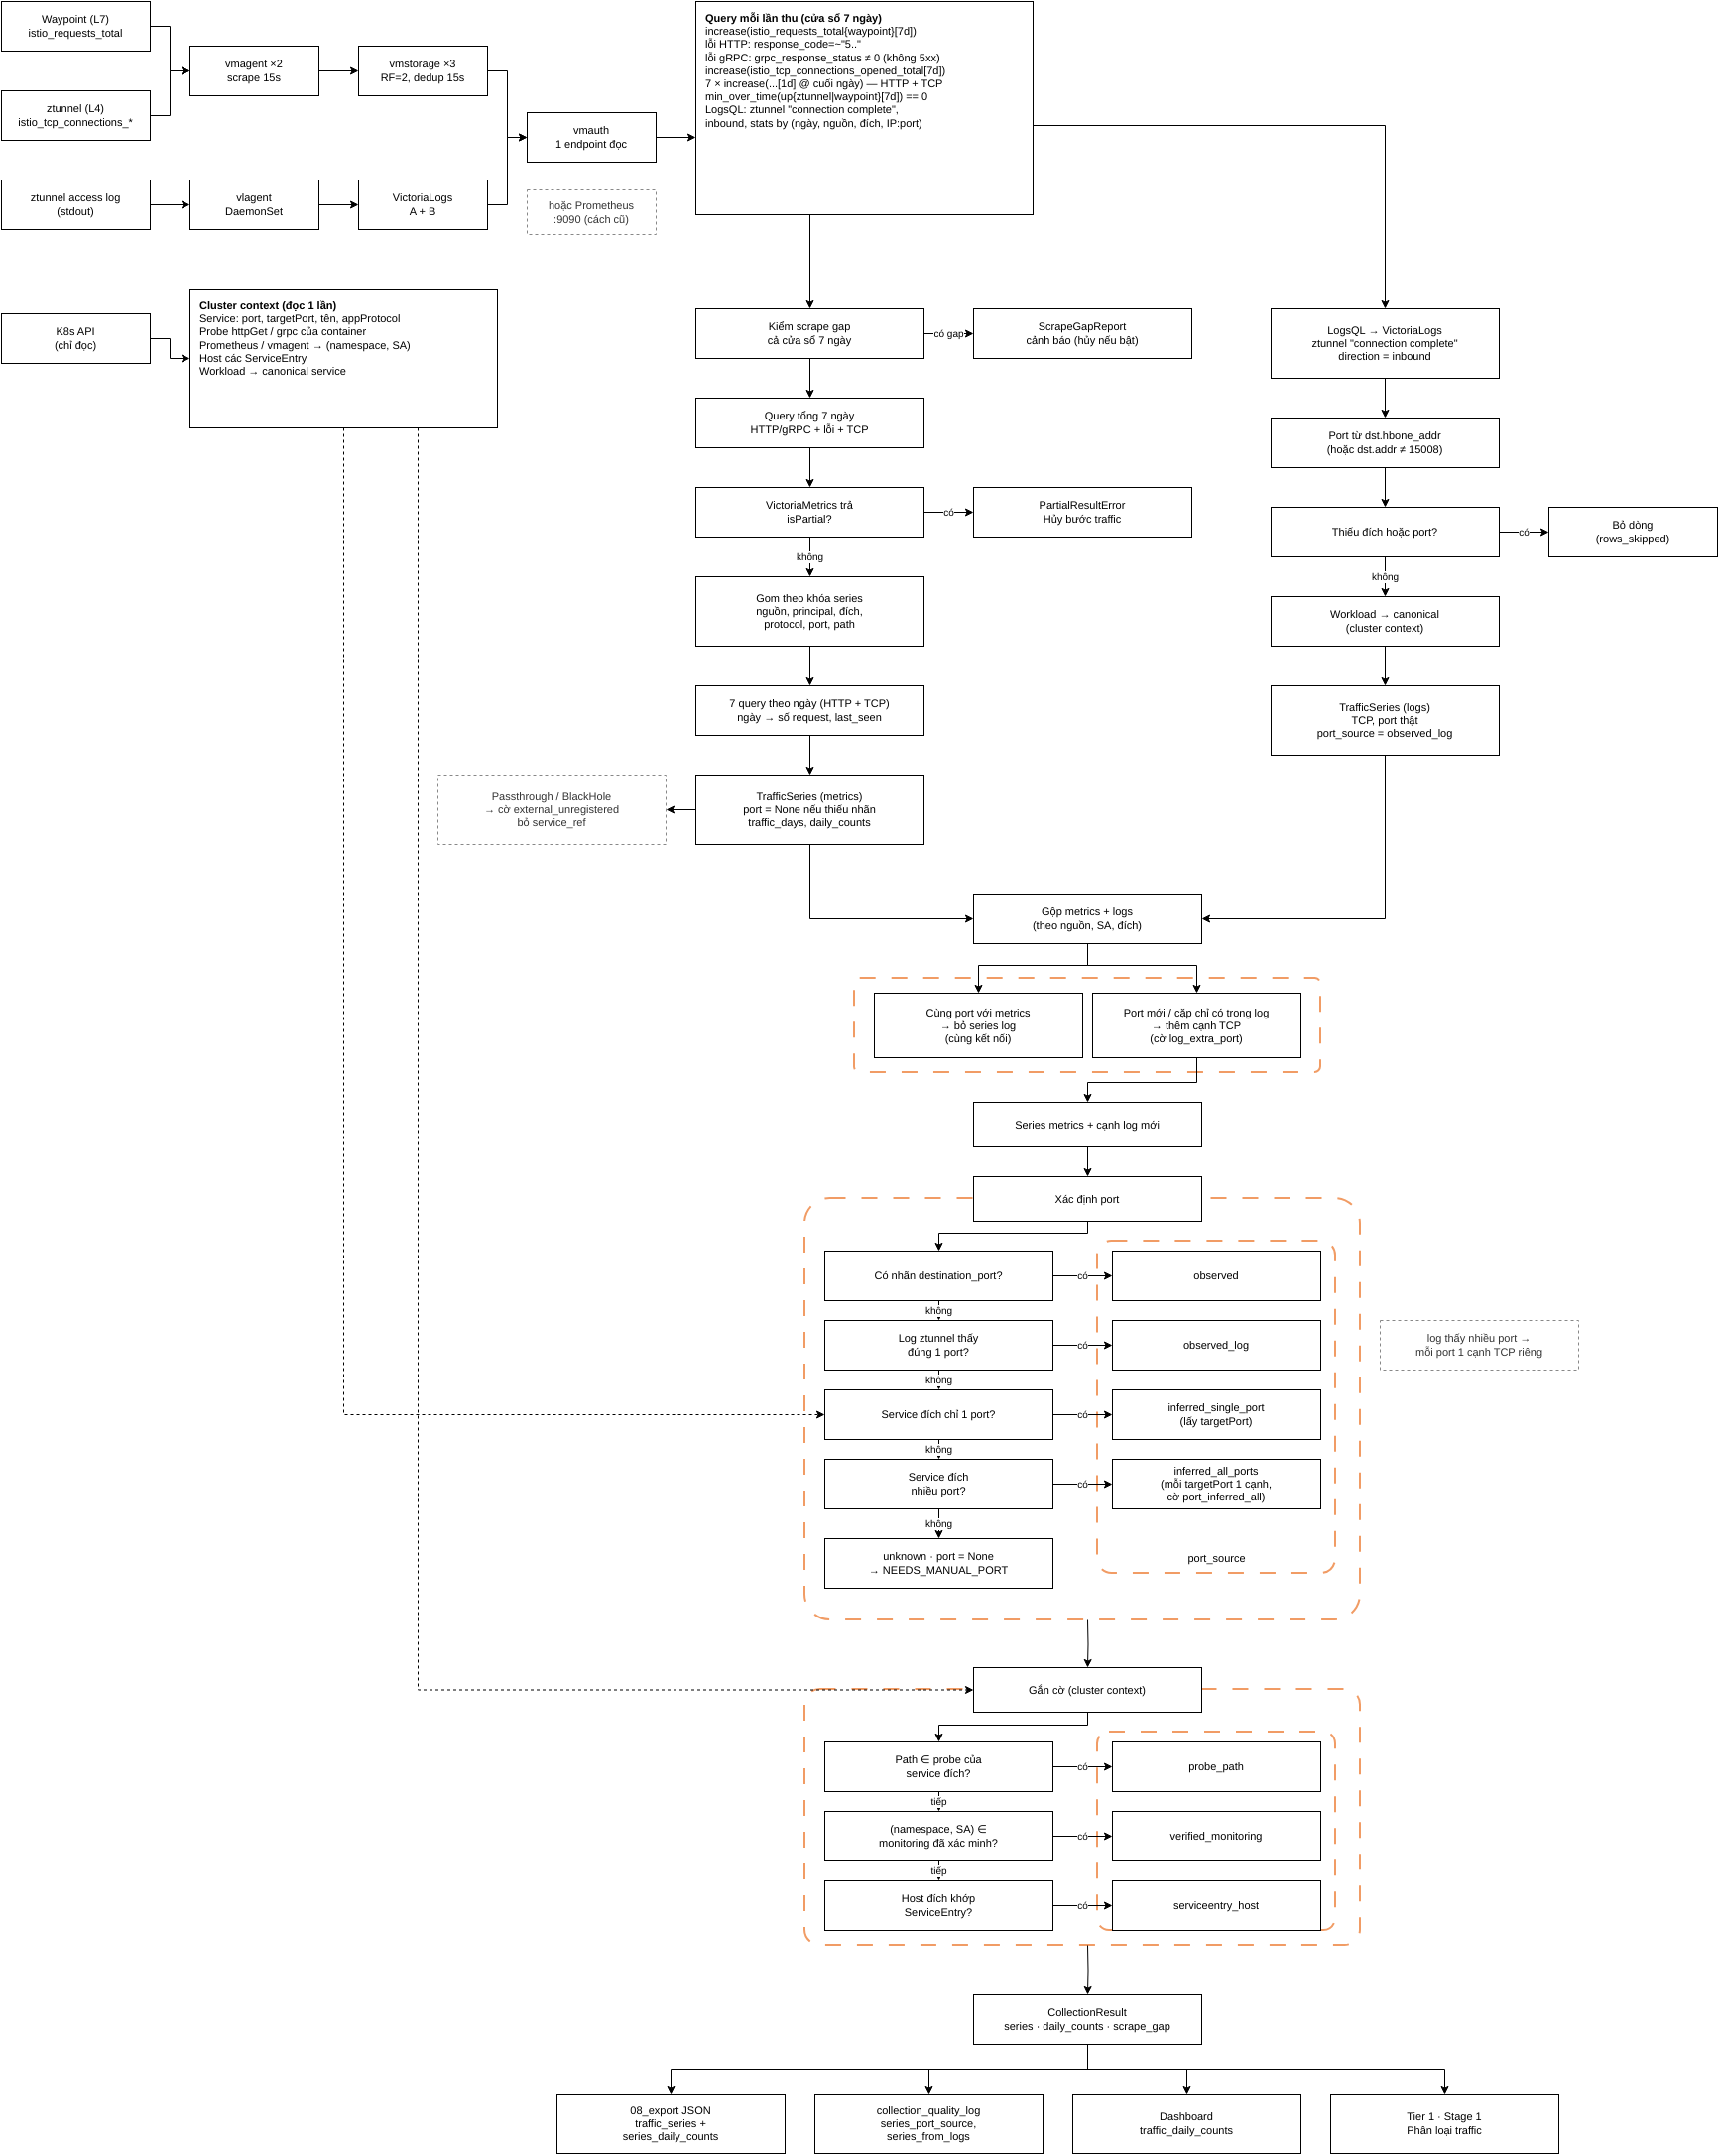 Waypoint (L7)
istio_requests_total
ztunnel (L4)
istio_tcp_connections_*
vmagent ×2
scrape 15s
vmstorage ×3
RF=2, dedup 15s
ztunnel access log
(stdout)
vlagent
DaemonSet
VictoriaLogs
A + B
vmauth
1 endpoint đọc
hoặc Prometheus
:9090 (cách cũ)
Query mỗi lần thu (cửa sổ 7 ngày)
increase(istio_requests_total{waypoint}[7d])
lỗi HTTP: response_code=~"5.."
lỗi gRPC: grpc_response_status ≠ 0 (không 5xx)
increase(istio_tcp_connections_opened_total[7d])
7 × increase(...[1d] @ cuối ngày) — HTTP + TCP
min_over_time(up{ztunnel|waypoint}[7d]) == 0
LogsQL: ztunnel "connection complete",
inbound, stats by (ngày, nguồn, đích, IP:port)
K8s API
(chỉ đọc)
Cluster context (đọc 1 lần)
Service: port, targetPort, tên, appProtocol
Probe httpGet / grpc của container
Prometheus / vmagent → (namespace, SA)
Host các ServiceEntry
Workload → canonical service
Kiểm scrape gap
cả cửa sổ 7 ngày
có gap
ScrapeGapReport
cảnh báo (hủy nếu bật)
LogsQL → VictoriaLogs
ztunnel "connection complete"
direction = inbound
Query tổng 7 ngày
HTTP/gRPC + lỗi + TCP
Port từ dst.hbone_addr
(hoặc dst.addr ≠ 15008)
VictoriaMetrics trả
isPartial?
có
PartialResultError
Hủy bước traffic
Thiếu đích hoặc port?
có
Bỏ dòng
(rows_skipped)
không
không
Gom theo khóa series
nguồn, principal, đích,
protocol, port, path
Workload → canonical
(cluster context)
7 query theo ngày (HTTP + TCP)
ngày → số request, last_seen
TrafficSeries (logs)
TCP, port thật
port_source = observed_log
Passthrough / BlackHole
→ cờ external_unregistered
bỏ service_ref
TrafficSeries (metrics)
port = None nếu thiếu nhãn
traffic_days, daily_counts
Gộp metrics + logs
(theo nguồn, SA, đích)
Cùng port với metrics
→ bỏ series log
(cùng kết nối)
Port mới / cặp chỉ có trong log
→ thêm cạnh TCP
(cờ log_extra_port)
Series metrics + cạnh log mới
Xác định port
Có nhãn destination_port?
có
observed
không
Log ztunnel thấy
đúng 1 port?
có
observed_log
log thấy nhiều port →
mỗi port 1 cạnh TCP riêng
không
Service đích chỉ 1 port?
có
inferred_single_port
(lấy targetPort)
không
Service đích
nhiều port?
có
inferred_all_ports
(mỗi targetPort 1 cạnh,
cờ port_inferred_all)
không
unknown · port = None
→ NEEDS_MANUAL_PORT
port_source
Gắn cờ (cluster context)
Path ∈ probe của
service đích?
có
probe_path
tiếp
(namespace, SA) ∈
monitoring đã xác minh?
có
verified_monitoring
tiếp
Host đích khớp
ServiceEntry?
có
serviceentry_host
CollectionResult
series · daily_counts · scrape_gap
08_export JSON
traffic_series +
series_daily_counts
collection_quality_log
series_port_source,
series_from_logs
Dashboard
traffic_daily_counts
Tier 1 · Stage 1
Phân loại traffic